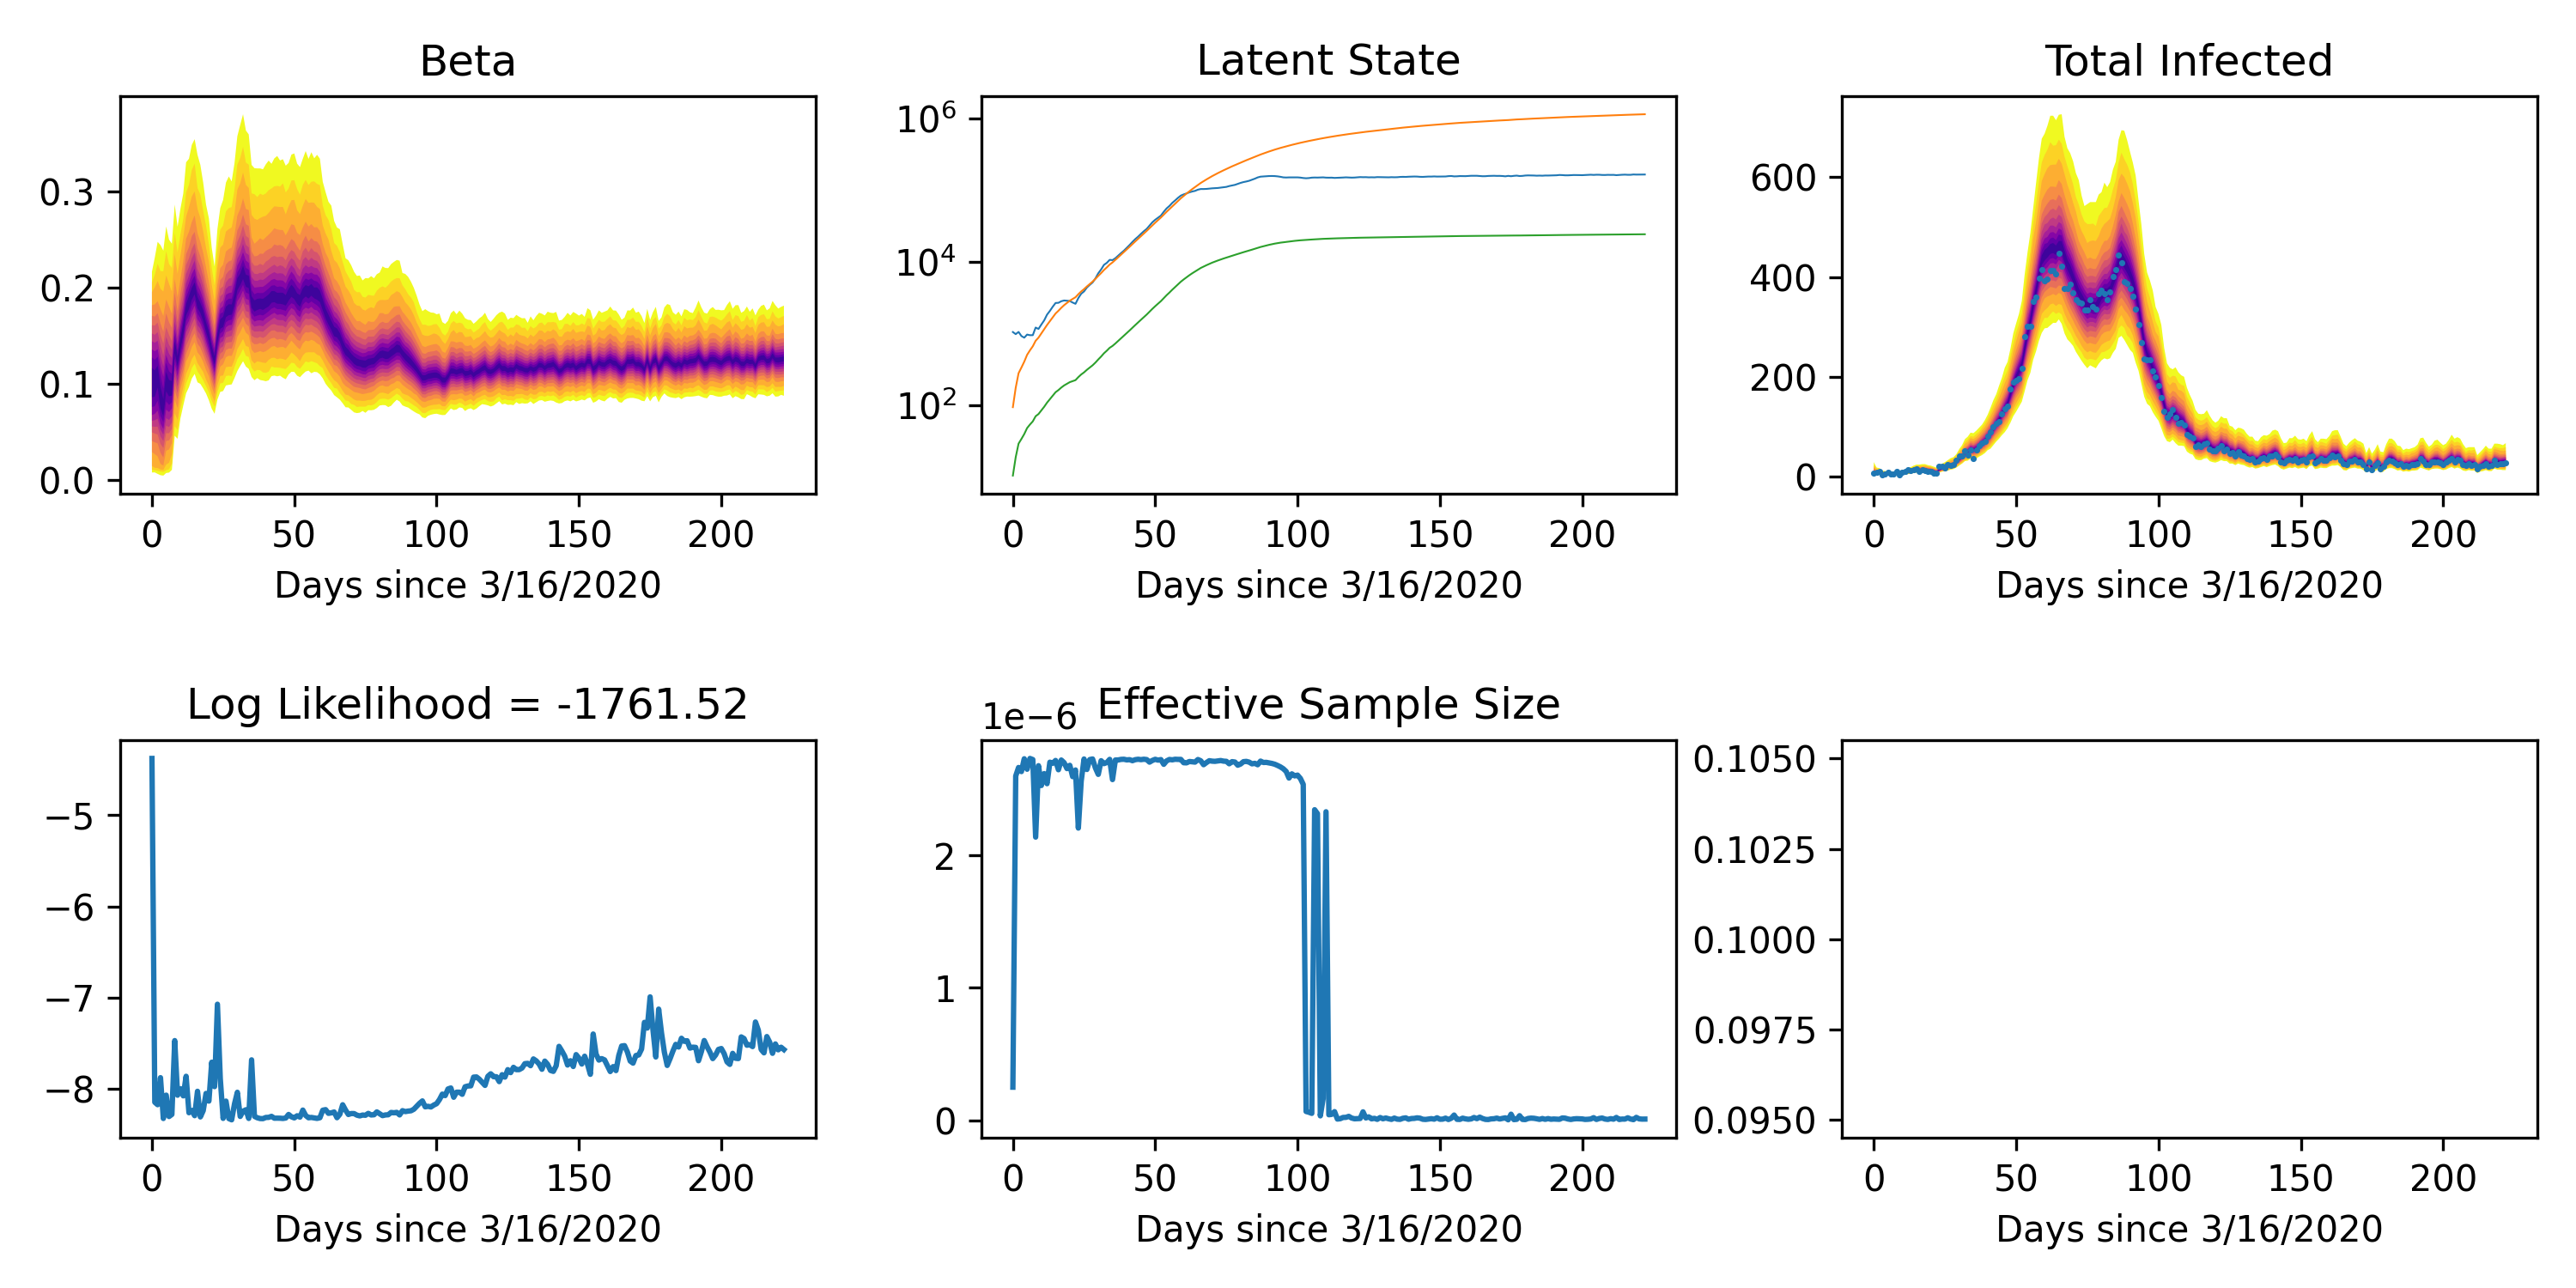 Beta
Latent State
Total Infected
0.3
0.2
0.1
0.0
10^6
10^4
10^2
600
400
200
0
0 50 100 150 200
0 50 100 150 200
0 50 100 150 200
Days since 3/16/2020
Days since 3/16/2020
Days since 3/16/2020
Log Likelihood = -1761.52
1e−6 Effective Sample Size
−5
−6
−7
−8
2
1
0
0.1050
0.1025
0.1000
0.0975
0.0950
0 50 100 150 200
0 50 100 150 200
0 50 100 150 200
Days since 3/16/2020
Days since 3/16/2020
Days since 3/16/2020